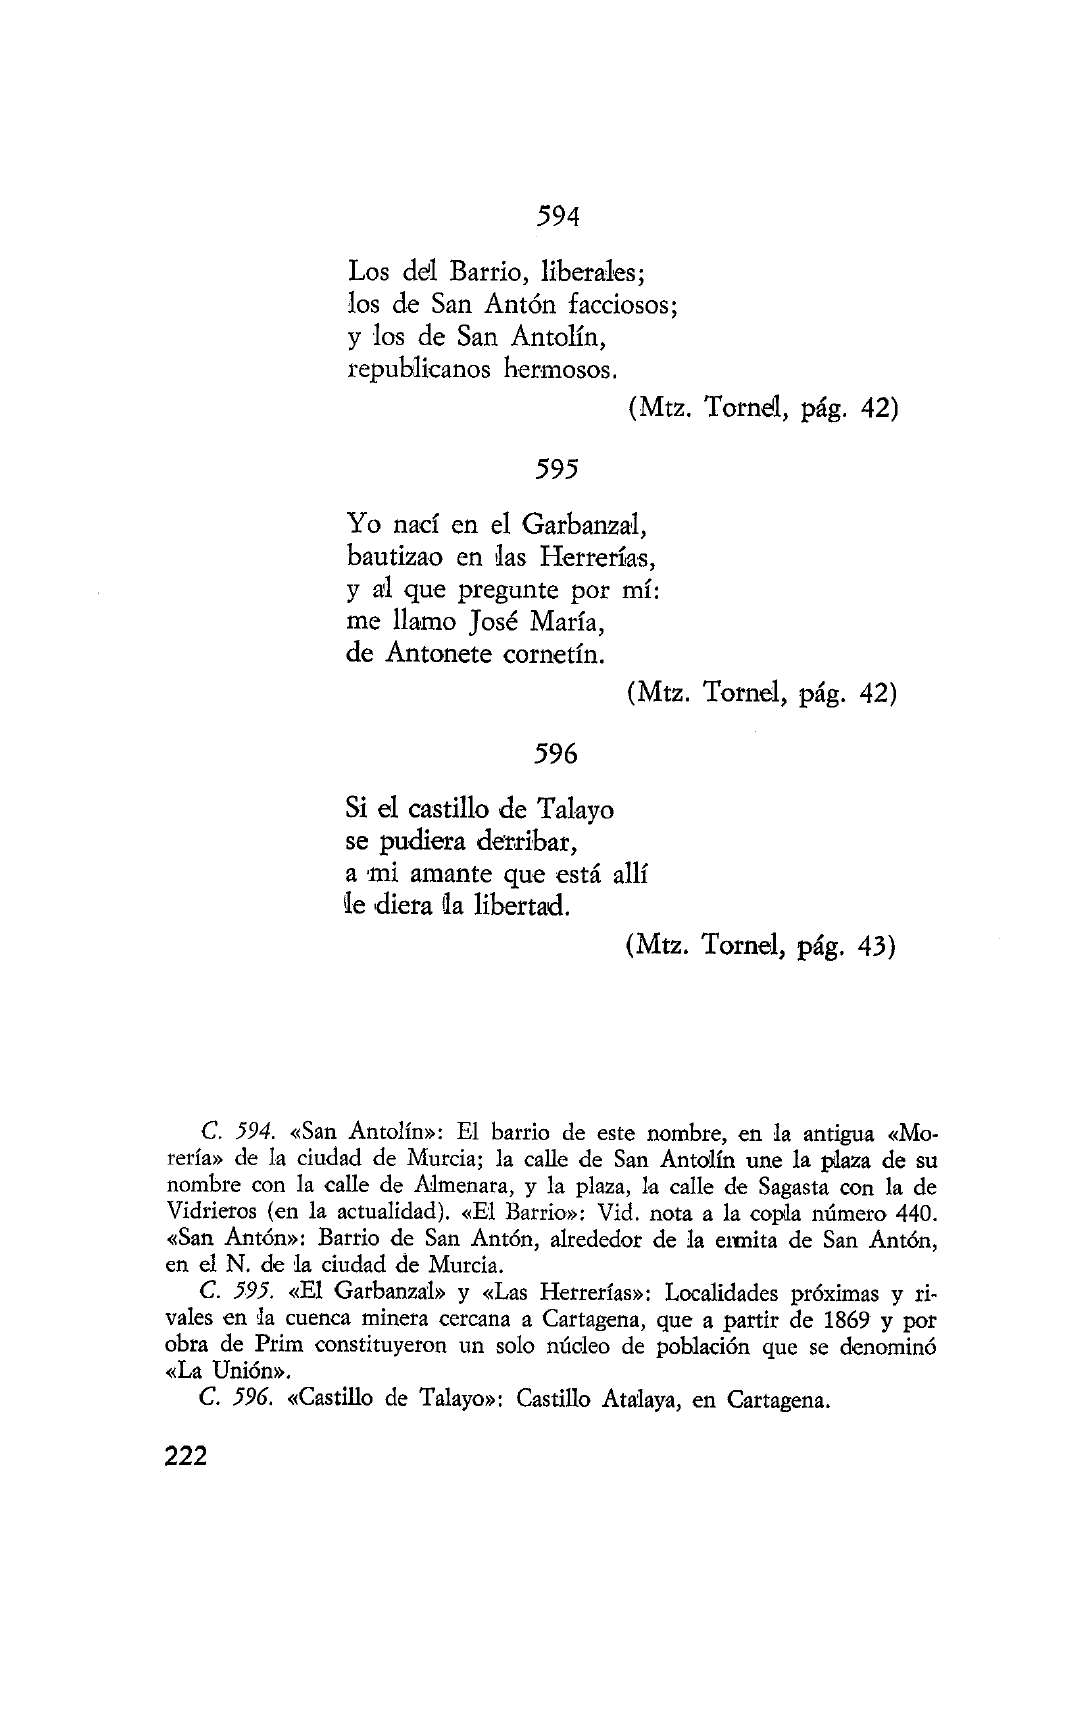 594
Los del Barrio, liberales;
los de San Antón facciosos;
y los de San Antolín,
republicanos hermosos.
(Mtz. Tornel, pág. 42)
595
Yo nací en el Garbanzal,
bautizao en las Herrerías,
y al que pregunte por mí:
me llamo José María,
de Antonete cornetín.
(Mtz. Tornel, pág. 42)
596
Si el castillo de Talayo
se pudiera derribar,
a mi amante que está allí
le diera la libertad.
(Mtz. Tornel, pág. 43)
C. 594. «San Antolín»: El barrio de este nombre, en la antigua «Mo-
rería» de la ciudad de Murcia; la calle de San Antolín une la plaza de su
nombre con la calle de Almenara, y la plaza, la calle de Sagasta con la de
Vidrieros (en la actualidad). «El Barrio»: Vid. nota a la copla número 440.
«San Antón»: Barrio de San Antón, alrededor de la ermita de San Antón,
en el N. de la ciudad de Murcia.
C. 595. «El Garbanzal» y «Las Herrerías»: Localidades próximas y ri-
vales en la cuenca minera cercana a Cartagena, que a partir de 1869 y por
obra de Prim constituyeron un solo núcleo de población que se denominó
«La Unión».
C. 596. «Castillo de Talayo»: Castillo Atalaya, en Cartagena.
222